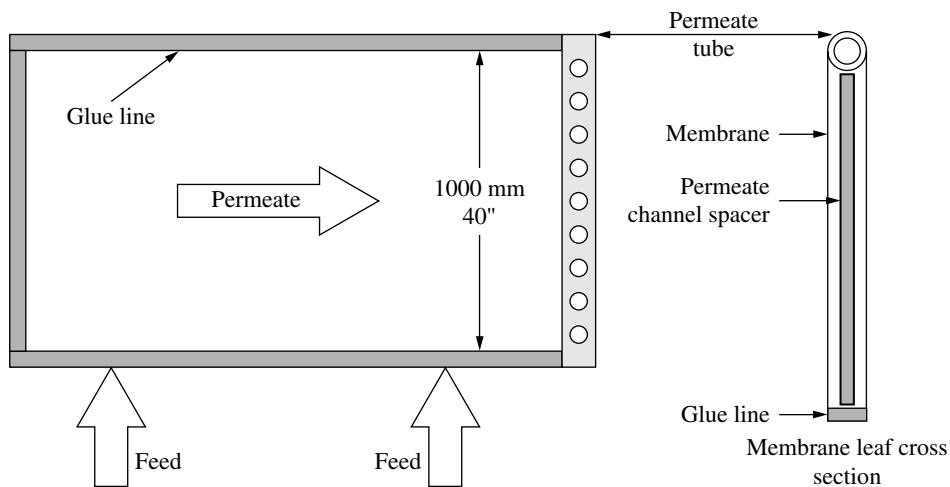 Permeate
tube
Glue line
Membrane
Permeate
1000 mm
40"
Permeate
channel spacer
Glue line
Feed
Feed
Membrane leaf cross
section